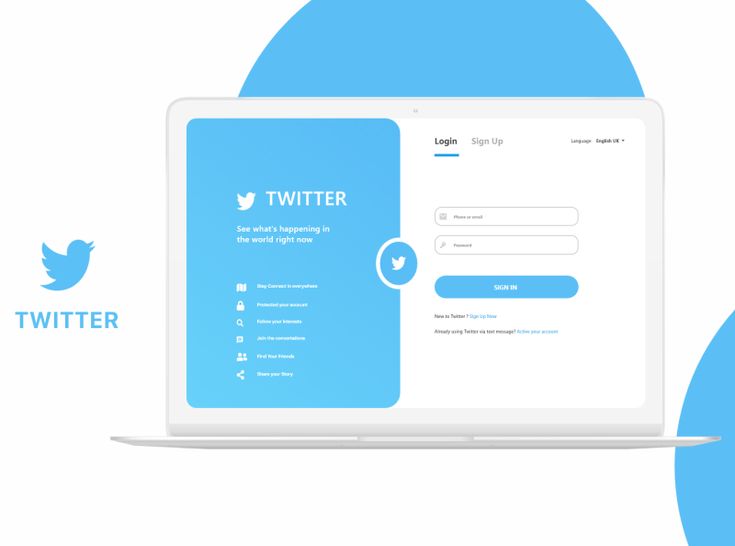 TWITTER
TWITTER
See what's happening in
the world right now
Stay Connect everywhere
Protected your account
Follow your Interests
Join the
Find Your Friends
Share your Story
Login Sign Up
Language: English UK
Phone or email
Password
SIGN IN
New to Twitter ? Sign Up Now
Already using Twitter via text message? Active your account